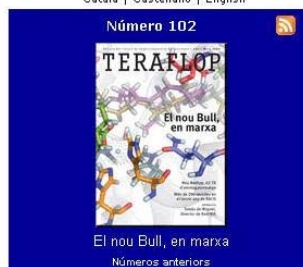 Català | Castellano | English
Número 102
TERAFLOP
El nou Bull,
en marxa
El nou Bull, en marxa
Números anteriors